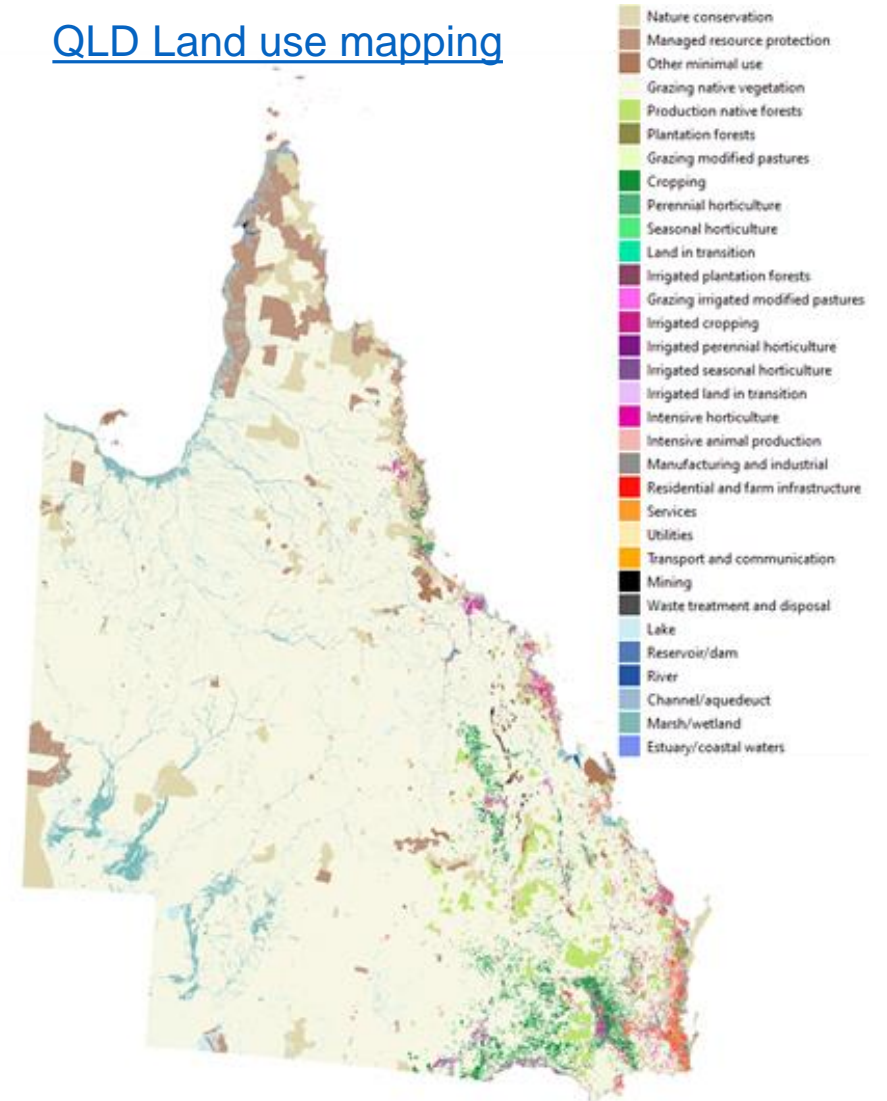 QLD Land use mapping
Nature conservation
Managed resource protection
Other minimal use
Grazing native vegetation
Production native forests
Plantation forests
Grazing modified pastures
Cropping
Perennial horticulture
Seasonal horticulture
Land in transition
Irrigated plantation forests
Grazing irrigated modified pastures
Irrigated cropping
Irrigated perennial horticulture
Irrigated seasonal horticulture
Irrigated land in transition
Intensive horticulture
Intensive animal production
Manufacturing and industrial
Residential and farm infrastructure
Services
Utilities
Transport and communication
Mining
Waste treatment and disposal
Lake
Reservoir/dam
River
Channel/aquedeuct
Marsh/wetland
Estuary/coastal waters